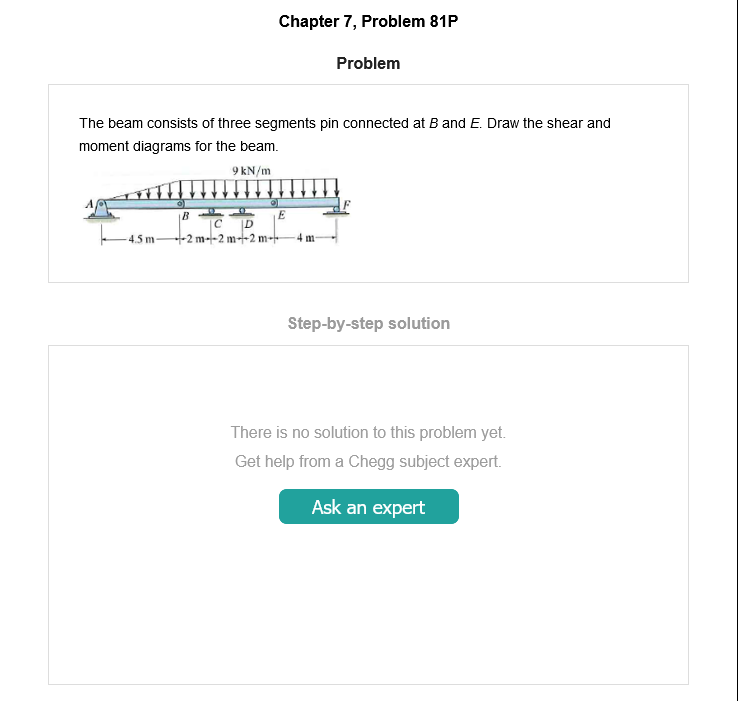 Chapter 7, Problem 81P
Problem
The beam consists of three segments pin connected at B and E. Draw the shear and
moment diagrams for the beam.
9 kN/m
A
F
B
C
D
E
4.5 m
2 m
2 m
2 m
4 m
Step-by-step solution
There is no solution to this problem yet.
Get help from a Chegg subject expert.
Ask an expert